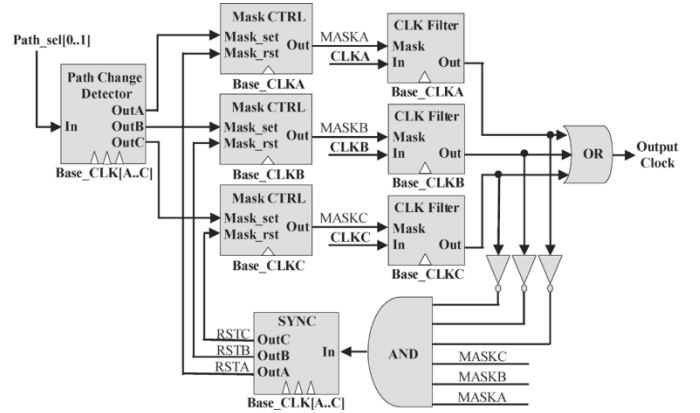 Path_sel[0..1]
Path Change
Detector
In
OutA
OutB
OutC
Base_CLK[A..C]
Mask CTRL
Mask_set
Mask_rst
Out
Base_CLKA
MASKA
CLKA
CLK Filter
Mask
In
Out
Base_CLKA
Mask CTRL
Mask_set
Mask_rst
Out
Base_CLKB
MASKB
CLKB
CLK Filter
Mask
In
Out
Base_CLKB
Mask CTRL
Mask_set
Mask_rst
Out
Base_CLKC
MASKC
CLKC
CLK Filter
Mask
In
Out
Base_CLKC
OR
Output
Clock
SYNC
OutC
OutB
OutA
In
Base_CLK[A..C]
RSTC
RSTB
RSTA
AND
MASKC
MASKB
MASKA